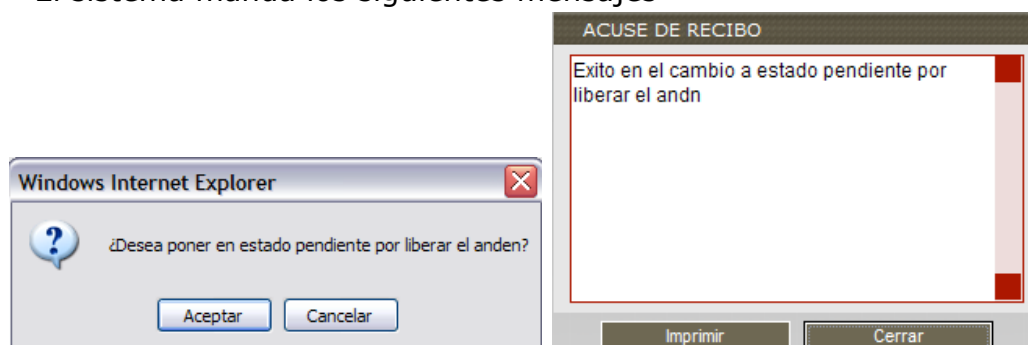 El sistema manda los siguientes mensajes
ACUSE DE RECIBO
Exito en el cambio a estado pendiente por
liberar el andn
Windows Internet Explorer
¿Desea poner en estado pendiente por liberar el anden?
Aceptar Cancelar
Imprimir Cerrar